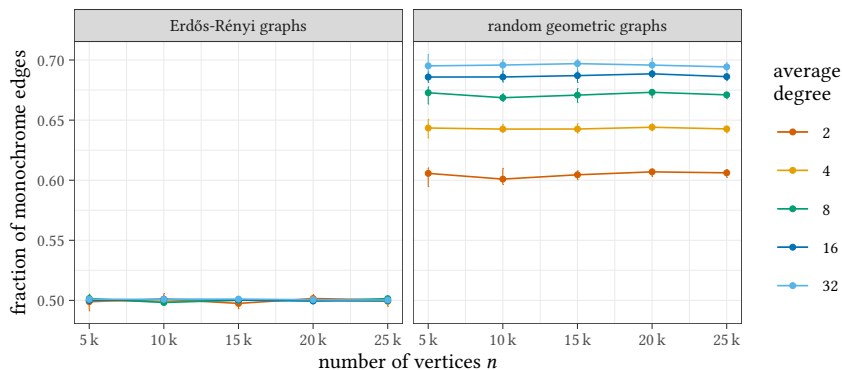 Erdős-Rényi graphs
random geometric graphs
fraction of monochrome edges
0.70
0.65
0.60
0.55
0.50
5 k
10 k
15 k
20 k
25 k
5 k
10 k
15 k
20 k
25 k
number of vertices n
average
degree
2
4
8
16
32